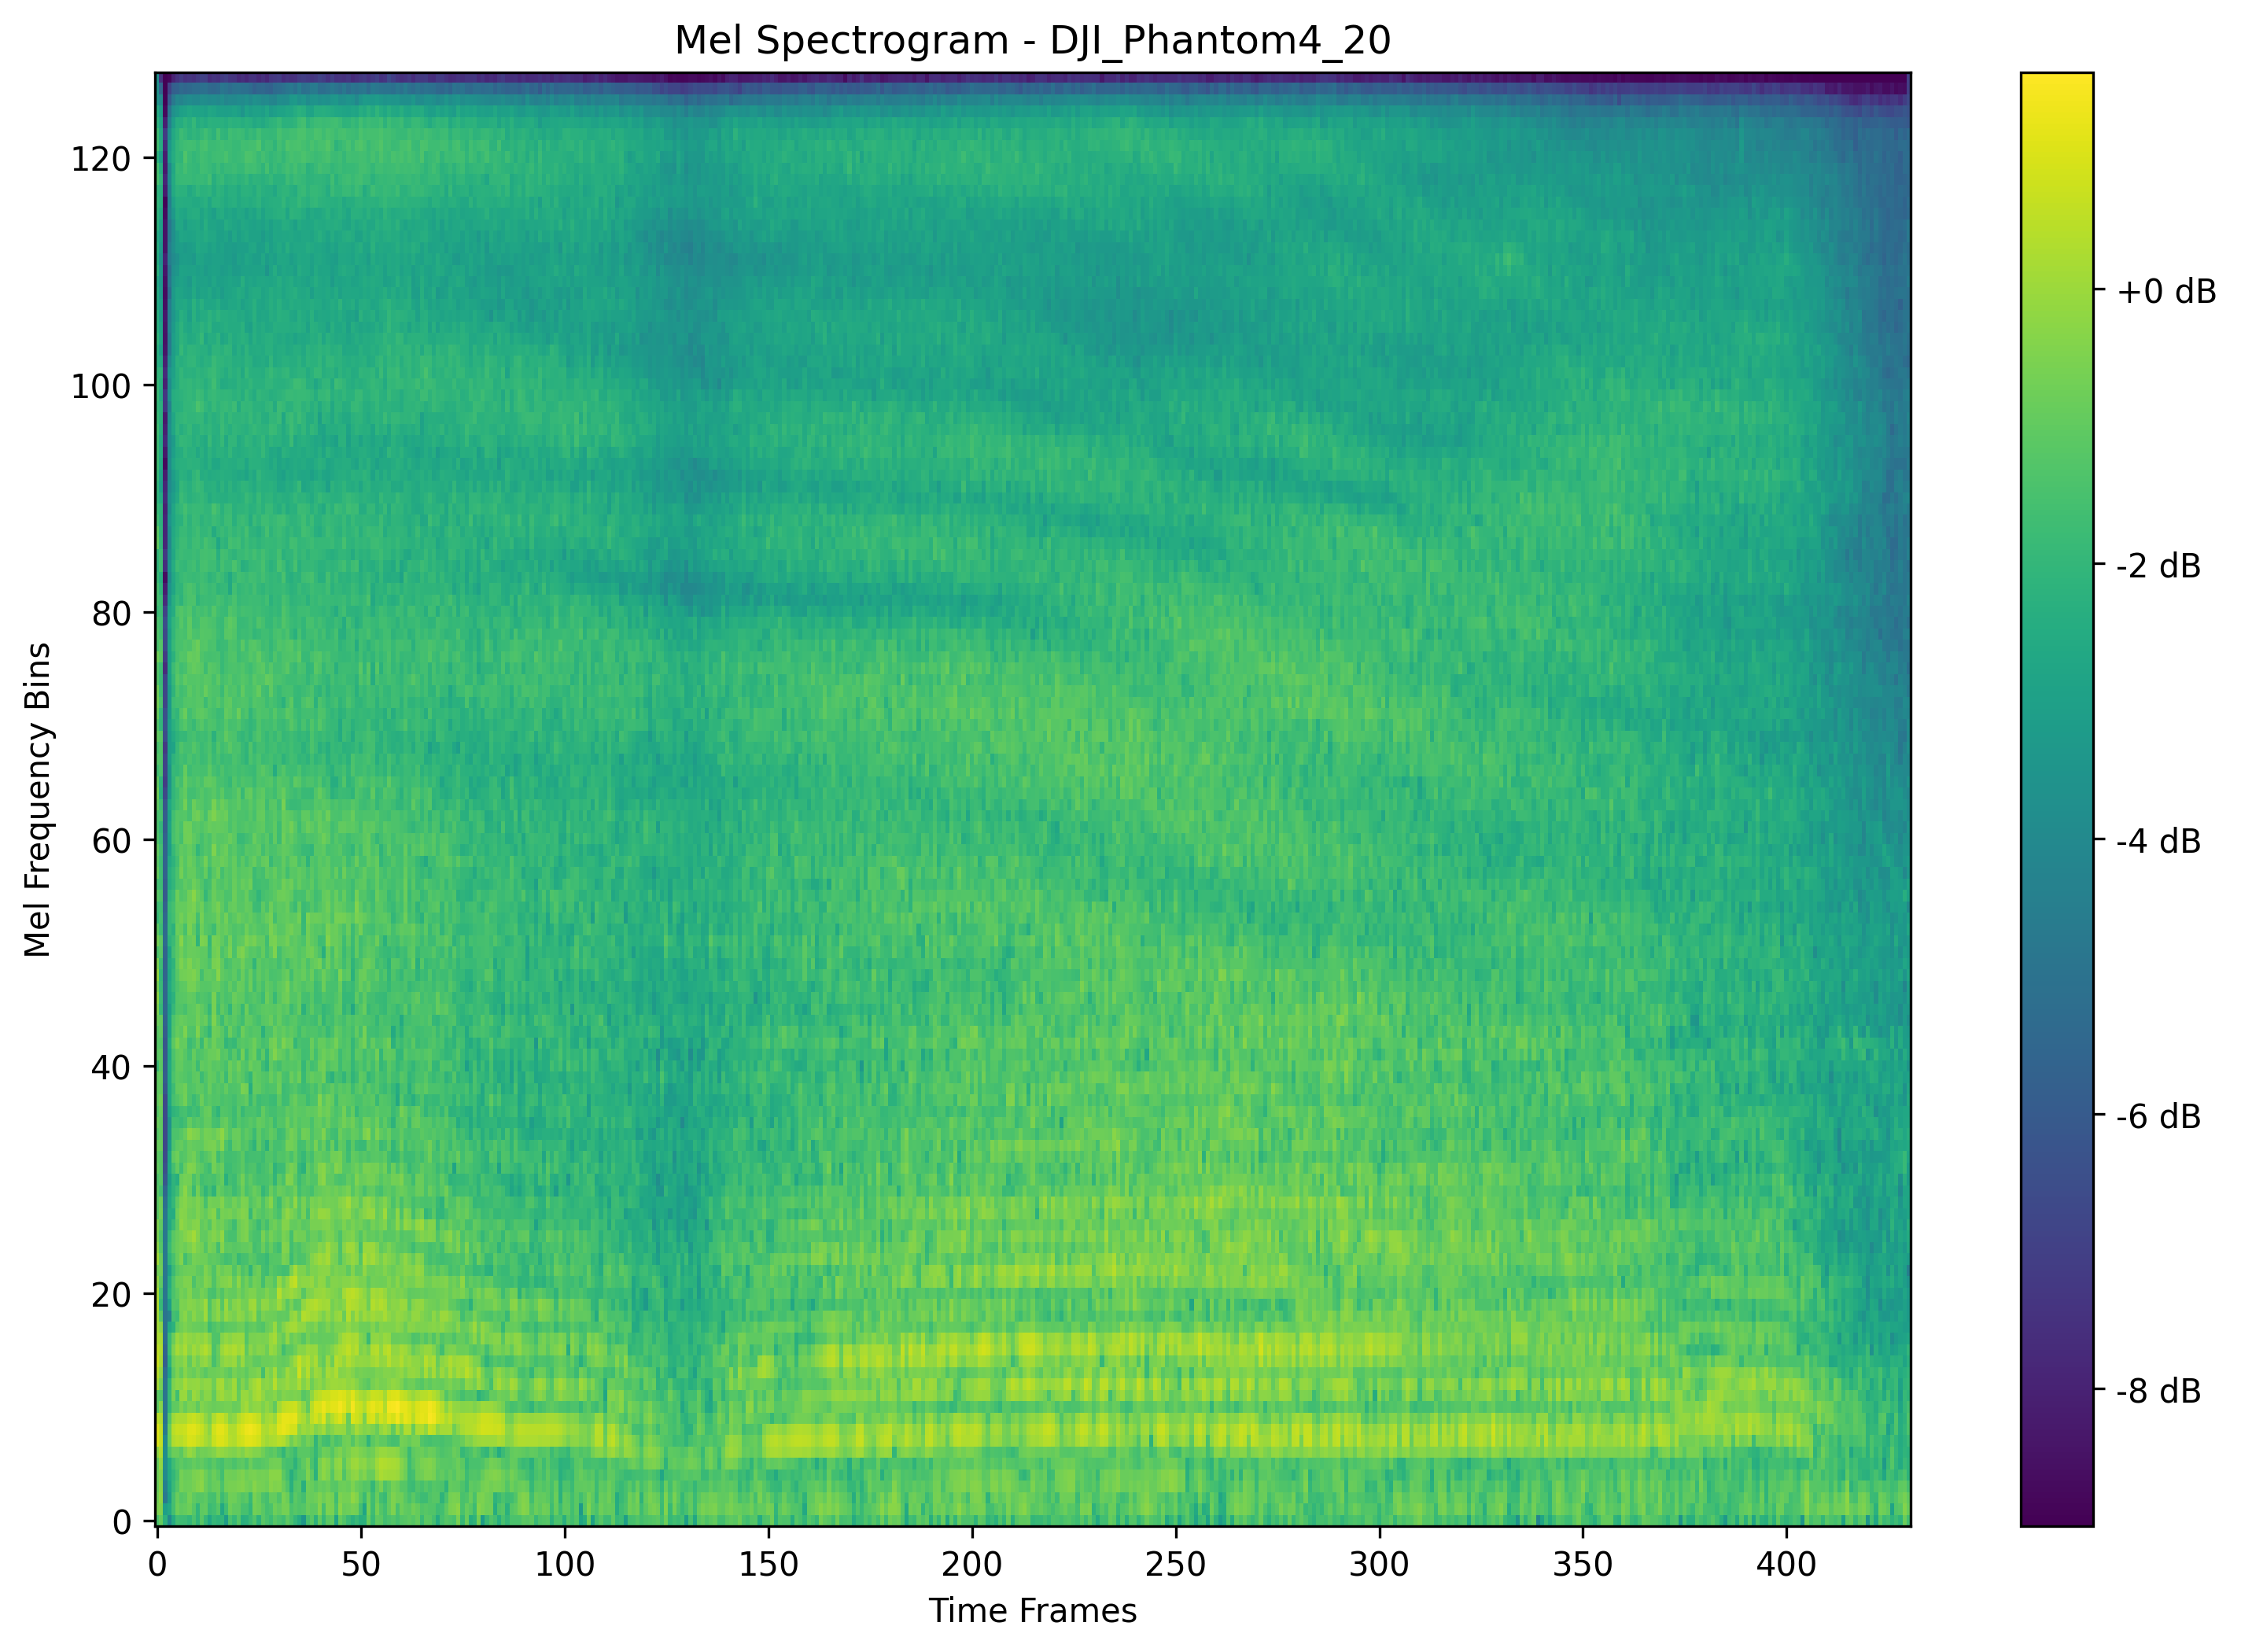 Mel Spectrogram - DJI_Phantom4_20
120
100
80
60
40
20
0
Mel Frequency Bins
0 50 100 150 200 250 300 350 400
Time Frames
+0 dB
-2 dB
-4 dB
-6 dB
-8 dB